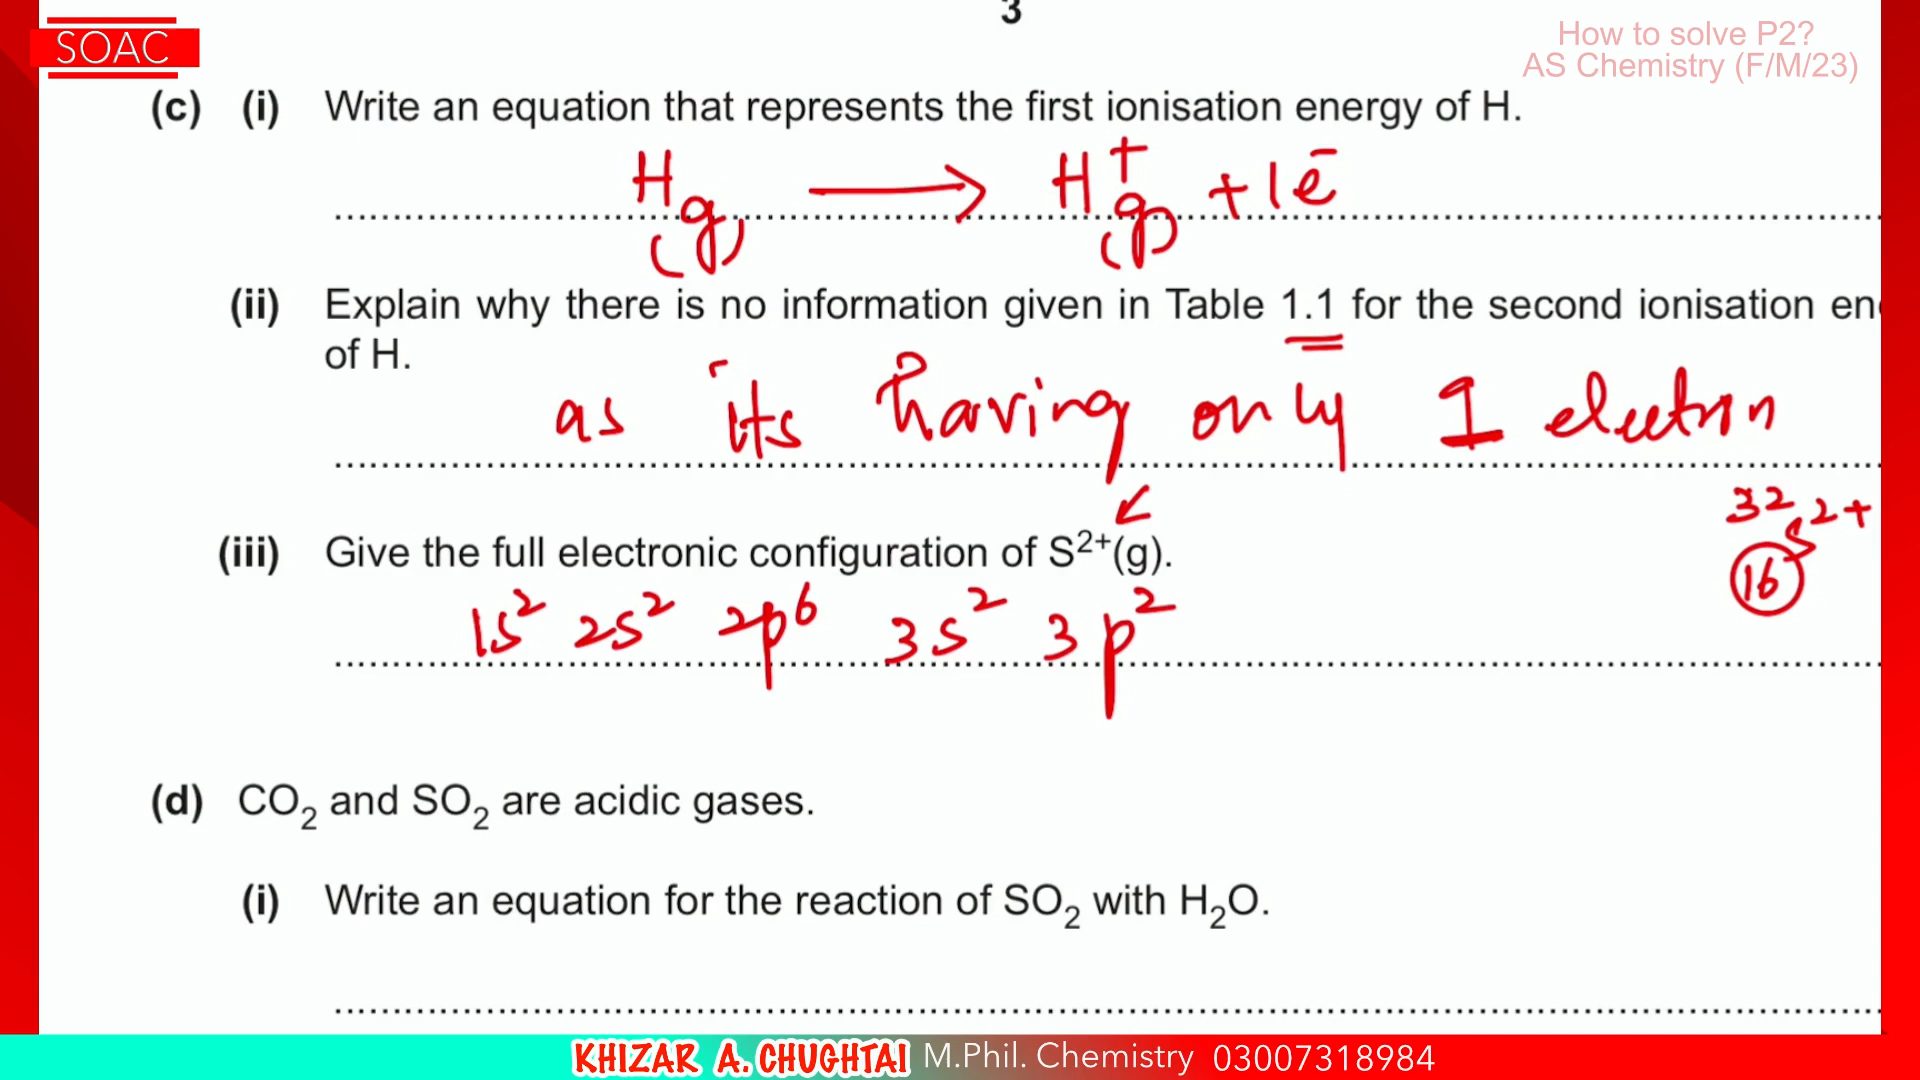 3
SOAC
How to solve P2?
AS Chemistry (F/M/23)
(c) (i) Write an equation that represents the first ionisation energy of H.
H(g) ⟶ H⁺(g) + 1e⁻
(ii) Explain why there is no information given in Table 1.1 for the second ionisation en
of H.
as its having only 1 electron
(iii) Give the full electronic configuration of S²⁺(g).
32 S 2+
16
1s² 2s² 2p⁶ 3s² 3p²
(d) CO₂ and SO₂ are acidic gases.
(i) Write an equation for the reaction of SO₂ with H₂O.
KHIZAR A. CHUGHTAI M.Phil. Chemistry 03007318984